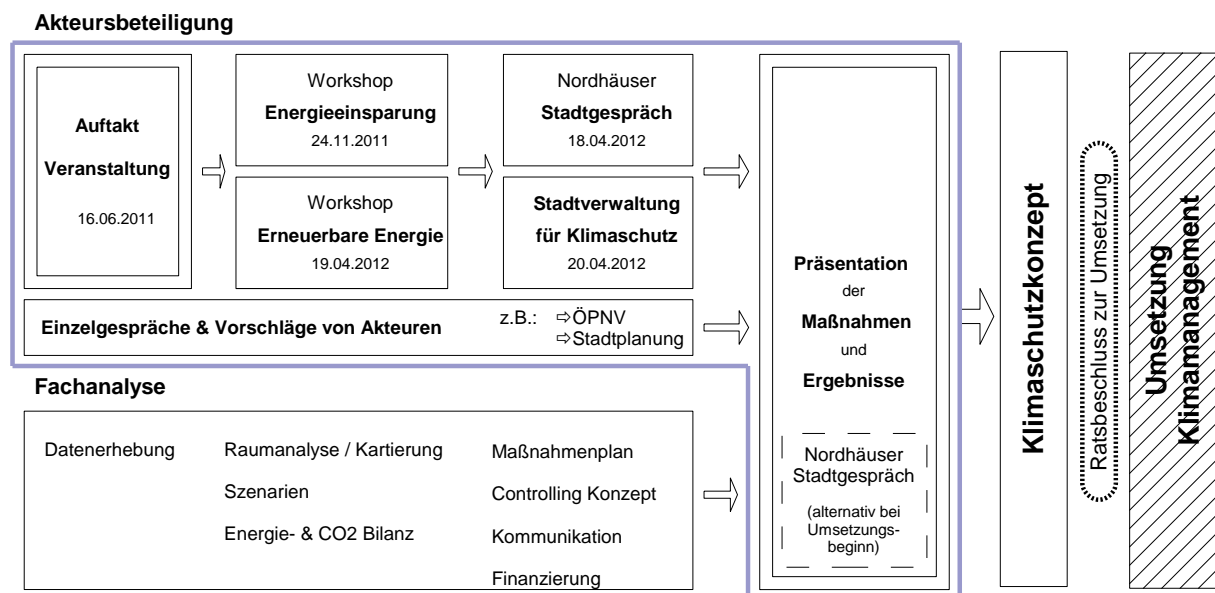 Akteursbeteiligung
Auftakt
Veranstaltung
16.06.2011
Workshop
Energieeinsparung
24.11.2011
Workshop
Erneuerbare Energie
19.04.2012
Nordhäuser
Stadtgespräch
18.04.2012
Stadtverwaltung
für Klimaschutz
20.04.2012
Einzelgespräche & Vorschläge von Akteuren
z.B.: ⇨ÖPNV
⇨Stadtplanung
Fachanalyse
Datenerhebung
Raumanalyse / Kartierung
Szenarien
Energie- & CO2 Bilanz
Maßnahmenplan
Controlling Konzept
Kommunikation
Finanzierung
Präsentation
der
Maßnahmen
und
Ergebnisse
Nordhäuser
Stadtgespräch
(alternativ bei
Umsetzungs-
beginn)
Klimaschutzkonzept
Ratsbeschluss zur Umsetzung
Umsetzung
Klimamanagement